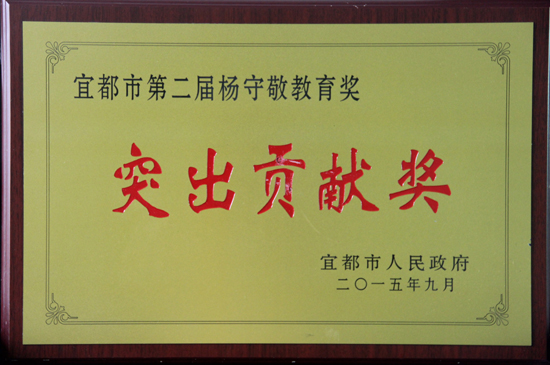 宜都市第二届杨守敬教育奖
突出贡献奖
宜都市人民政府
二〇一五年九月